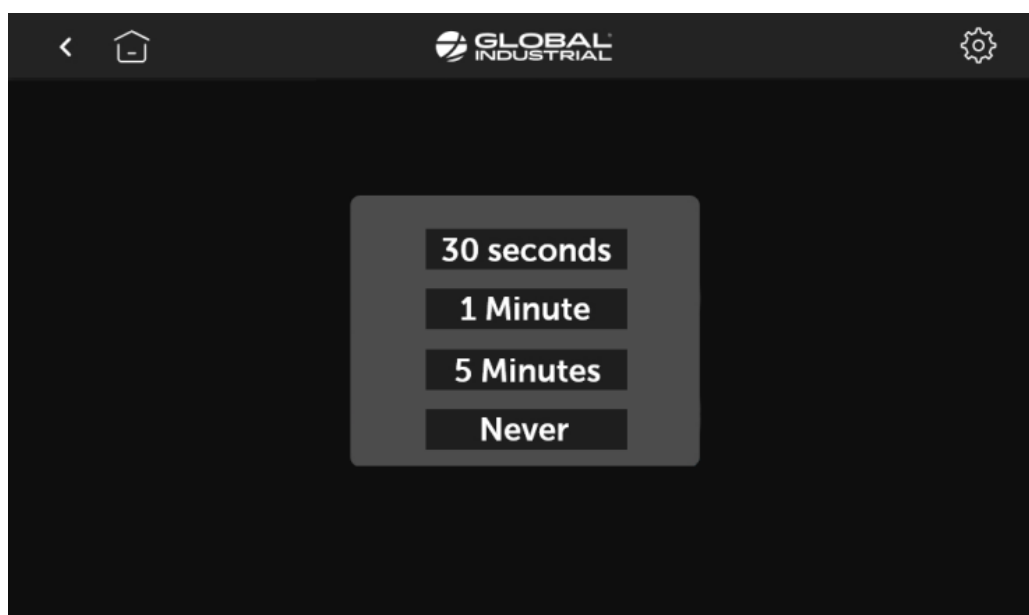 GLOBAL
INDUSTRIAL
30 seconds
1 Minute
5 Minutes
Never